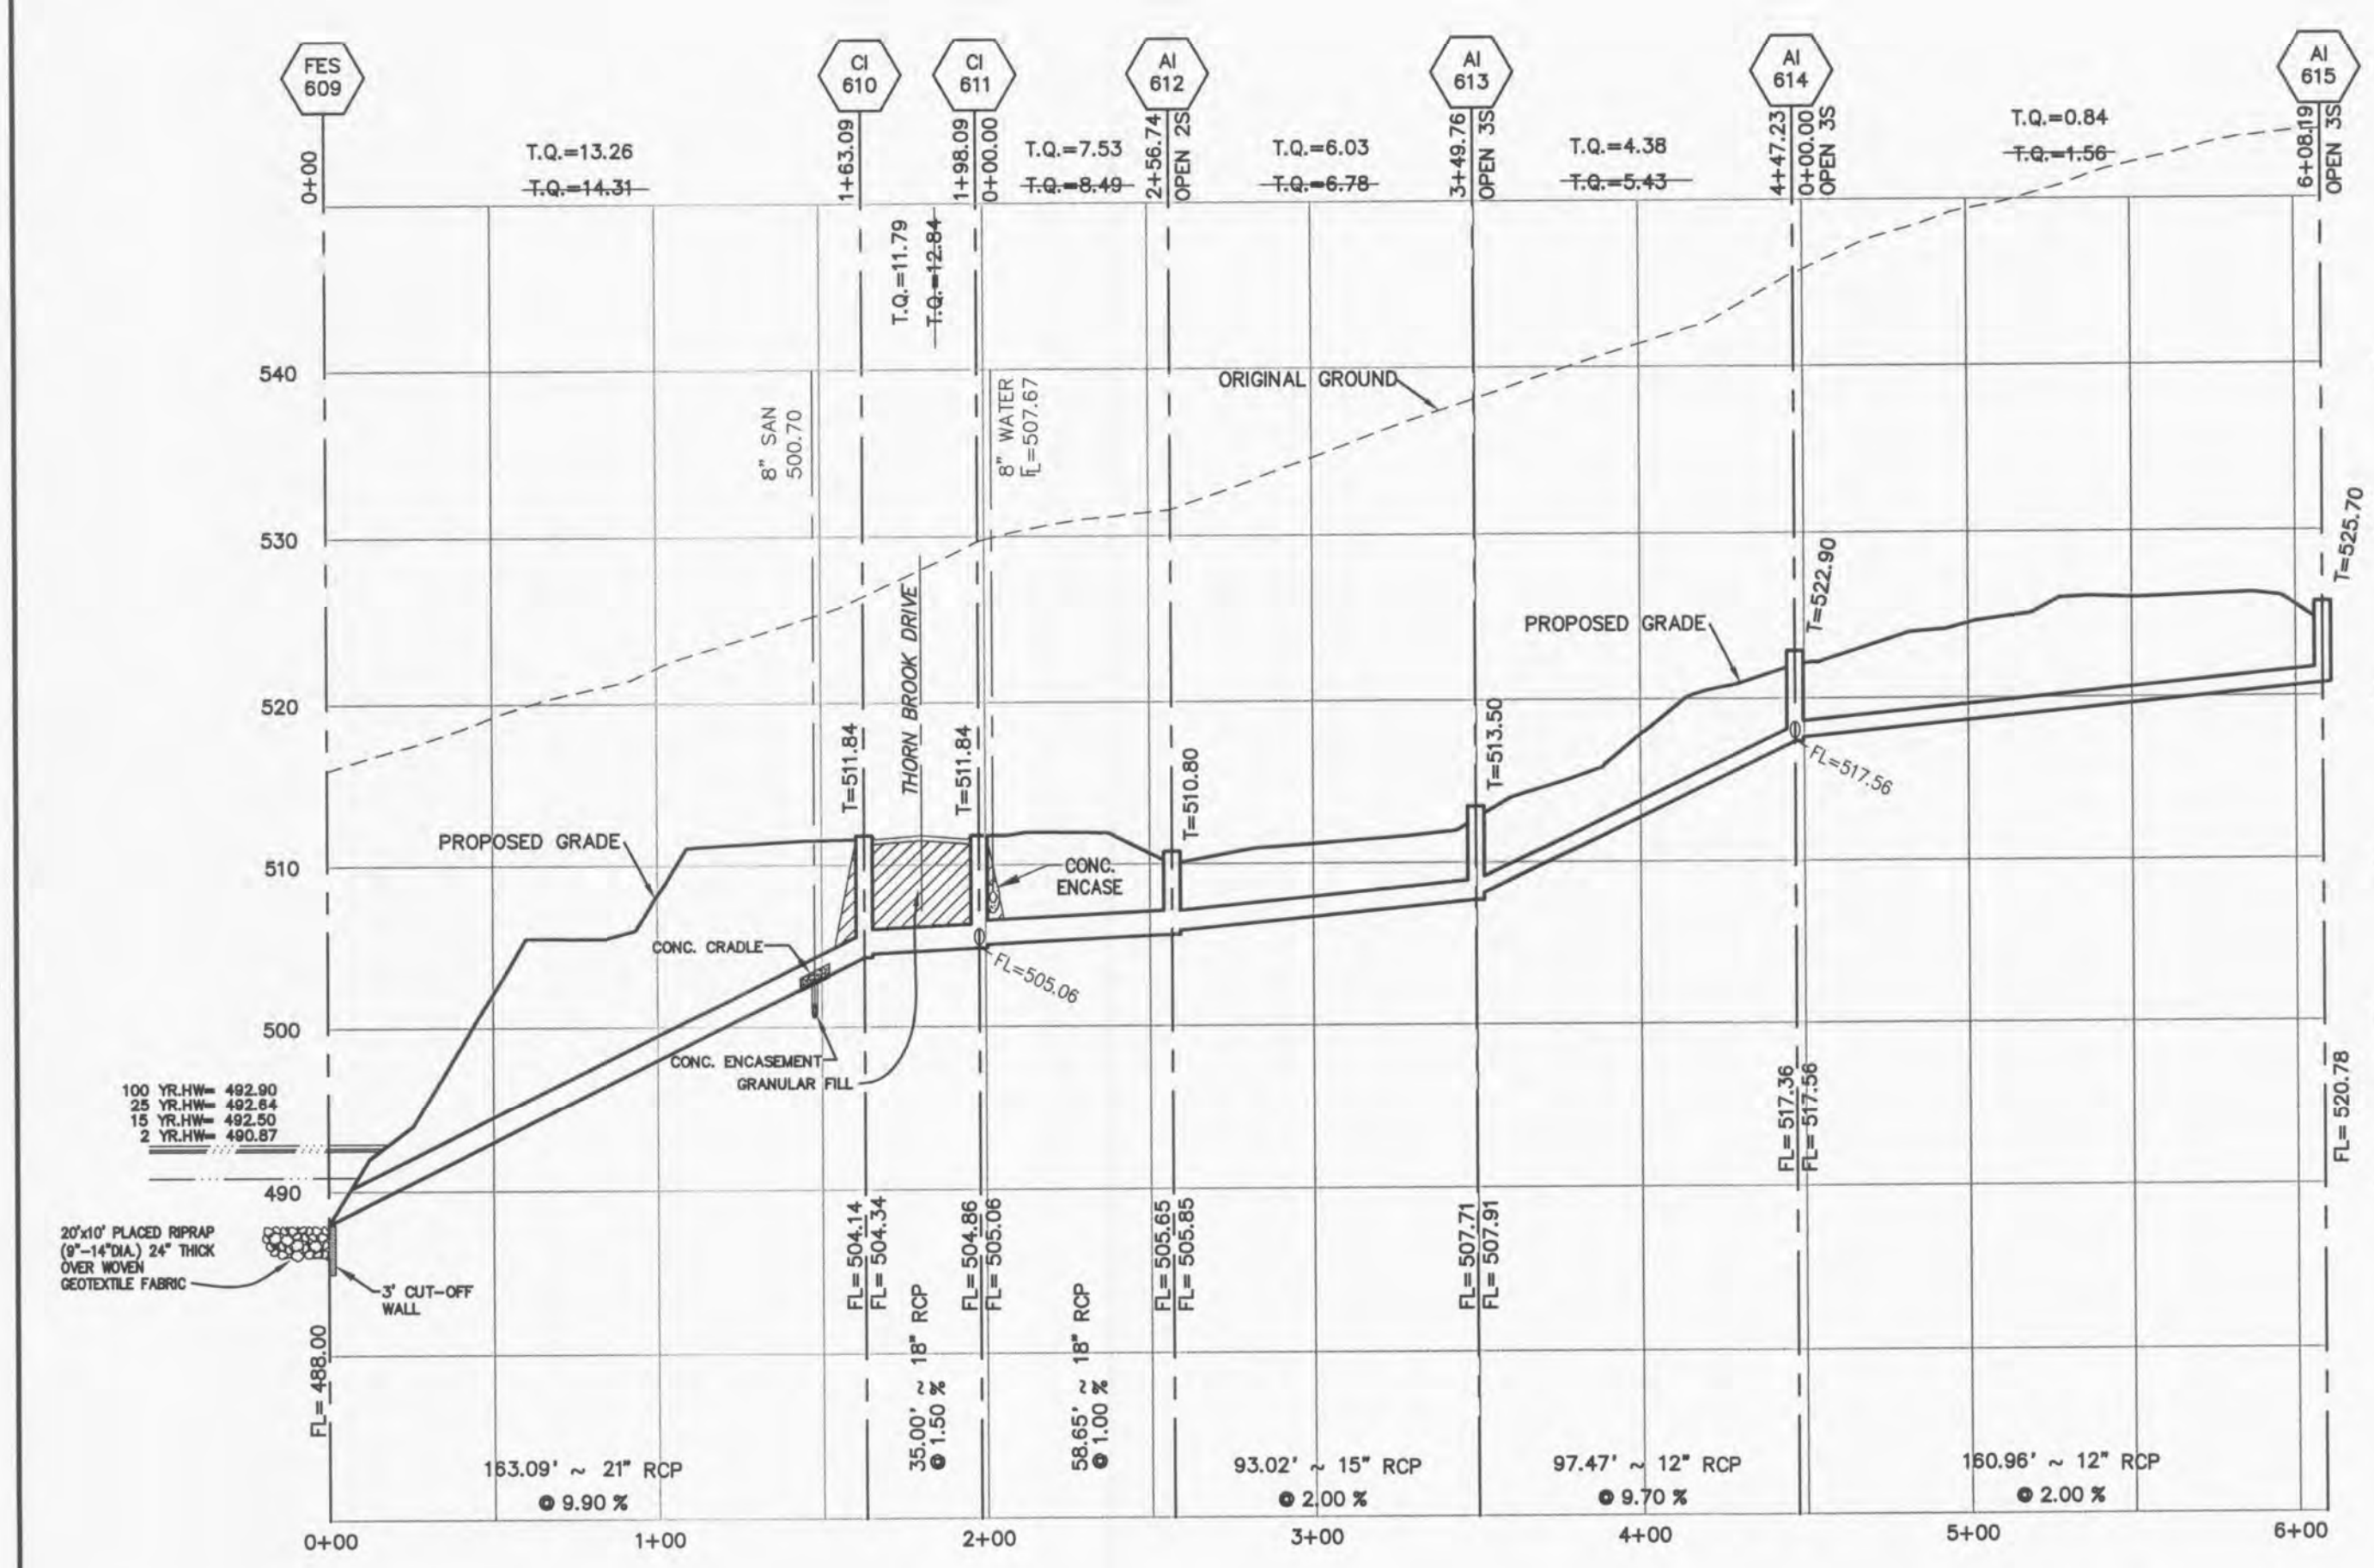 FES
609
CI
610
CI
611
AI
612
AI
613
AI
614
AI
615
0+00
1+63.09
1+98.09
0+00.00
2+56.74
OPEN 2S
3+49.76
OPEN 3S
4+47.23
0+00.00
OPEN 3S
6+08.19
OPEN 3S
T.Q.=13.26
T.Q.=14.31
T.Q.=11.79
T.Q.=12.84
T.Q.=7.53
T.Q.=8.49
T.Q.=6.03
T.Q.=6.78
T.Q.=4.38
T.Q.=5.43
T.Q.=0.84
T.Q.=1.56
540
530
520
510
500
490
8" SAN
500.70
8" WATER
FL=507.67
ORIGINAL GROUND
THORN BROOK DRIVE
PROPOSED GRADE
PROPOSED GRADE
T=511.84
T=511.84
T=510.80
T=513.50
T=522.90
T=525.70
CONC.
ENCASE
CONC. CRADLE
CONC. ENCASEMENT
GRANULAR FILL
FL=505.06
FL=517.56
100 YR.HW= 492.90
25 YR.HW= 492.64
15 YR.HW= 492.50
2 YR.HW= 490.87
20'x10' PLACED RIPRAP
(9"-14"DIA.) 24" THICK
OVER WOVEN
GEOTEXTILE FABRIC
3' CUT-OFF
WALL
FL= 488.00
FL= 504.14
FL= 504.34
FL= 504.86
FL= 505.06
FL= 505.65
FL= 505.85
FL= 507.71
FL= 507.91
FL= 517.36
FL= 517.56
FL= 520.78
163.09' ~ 21" RCP
@ 9.90 %
35.00' ~ 18" RCP
@ 1.50 %
58.65' ~ 18" RCP
@ 1.00 %
93.02' ~ 15" RCP
@ 2.00 %
97.47' ~ 12" RCP
@ 9.70 %
160.96' ~ 12" RCP
@ 2.00 %
0+00
1+00
2+00
3+00
4+00
5+00
6+00